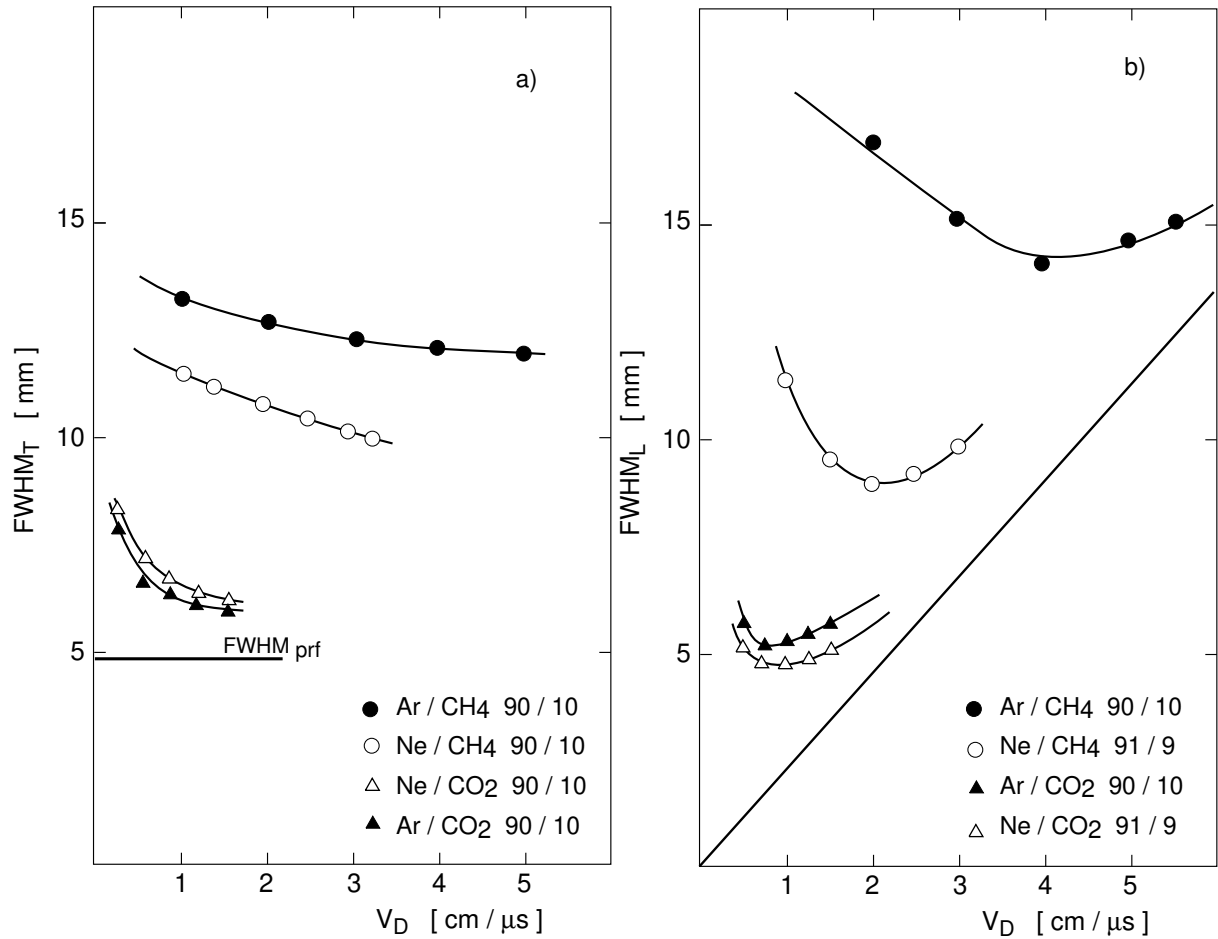 a)
15
10
5
FWHM_T [ mm ]
FWHM prf
Ar / CH4 90 / 10
Ne / CH4 90 / 10
Ne / CO2 90 / 10
Ar / CO2 90 / 10
1 2 3 4 5
V_D [ cm / µs ]
b)
15
10
5
FWHM_L [ mm ]
Ar / CH4 90 / 10
Ne / CH4 91 / 9
Ar / CO2 90 / 10
Ne / CO2 91 / 9
1 2 3 4 5
V_D [ cm / µs ]